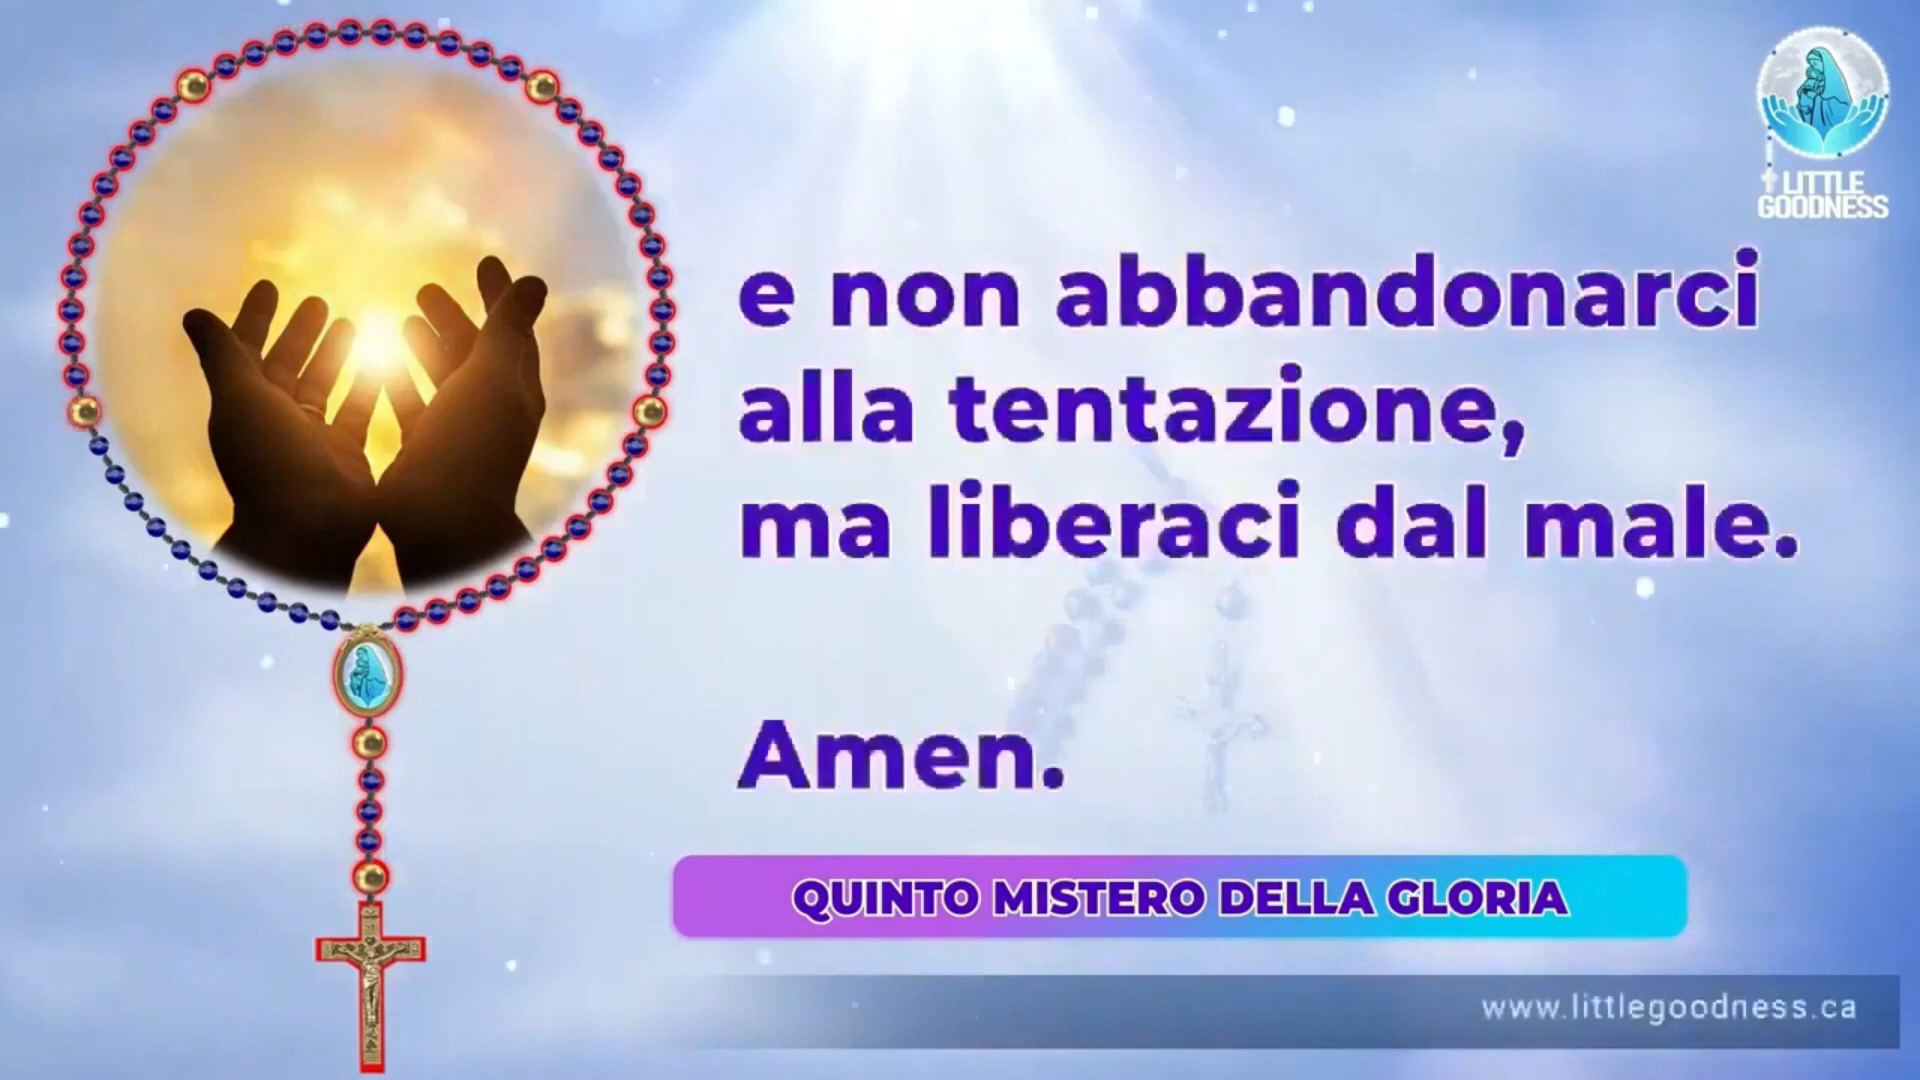 LITTLE
GOODNESS
e non abbandonarci
alla tentazione,
ma liberaci dal male.
Amen.
QUINTO MISTERO DELLA GLORIA
www.littlegoodness.ca